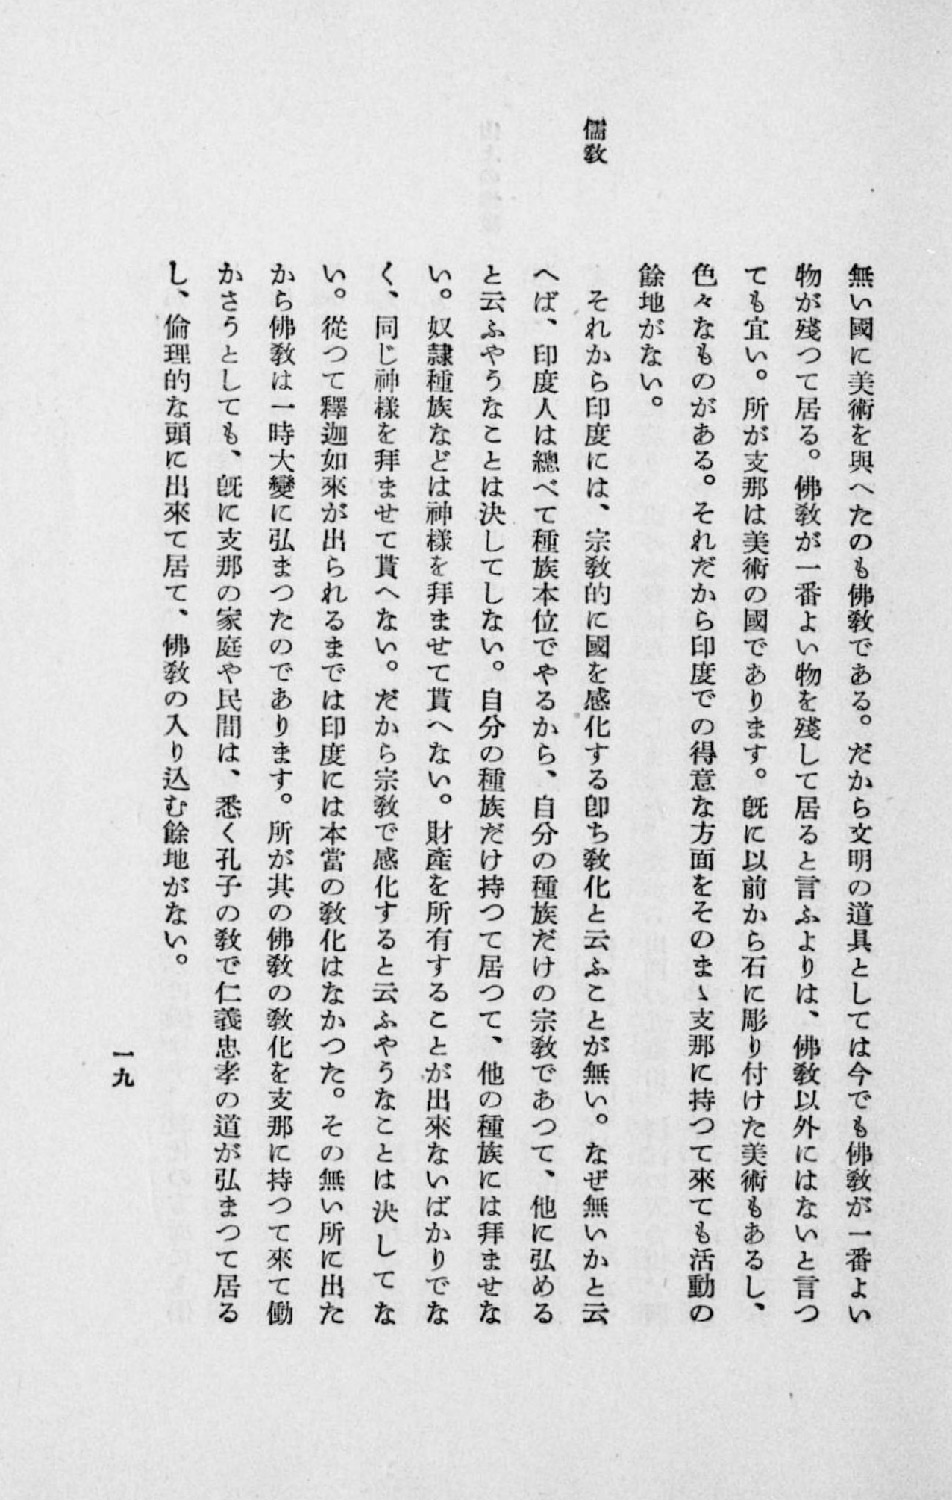 無い國に美術を與へたのも佛敎である。だから文明の道具としては今でも佛敎が一番よい
物が殘つて居る。佛敎が一番よい物を殘して居ると言ふよりは、佛敎以外にはないと言つ
ても宜い。所が支那は美術の國であります。旣に以前から石に彫り付けた美術もあるし、
色々なものがある。それだから印度での得意な方面をそのまゝ支那に持つて來ても活動の
餘地がない。
儒敎
それから印度には、宗敎的に國を感化する卽ち敎化と云ふことが無い。なぜ無いかと云
へば、印度人は總べて種族本位でやるから、自分の種族だけの宗敎であつて、他に弘める
と云ふやうなことは決してしない。自分の種族だけ持つて居つて、他の種族には拜ませな
い。奴隷種族などは神樣を拜ませて貰へない。財產を所有することが出來ないばかりでな
く、同じ神樣を拜ませて貰へない。だから宗敎で感化すると云ふやうなことは決してな
い。從つて釋迦如來が出られるまでは印度には本當の敎化はなかつた。その無い所に出た
から佛敎は一時大變に弘まつたのであります。所が其の佛敎の敎化を支那に持つて來て働
かさうとしても、旣に支那の家庭や民間は、悉く孔子の敎で仁義忠孝の道が弘まつて居る
し、倫理的な頭に出來て居て、佛敎の入り込む餘地がない。
一九